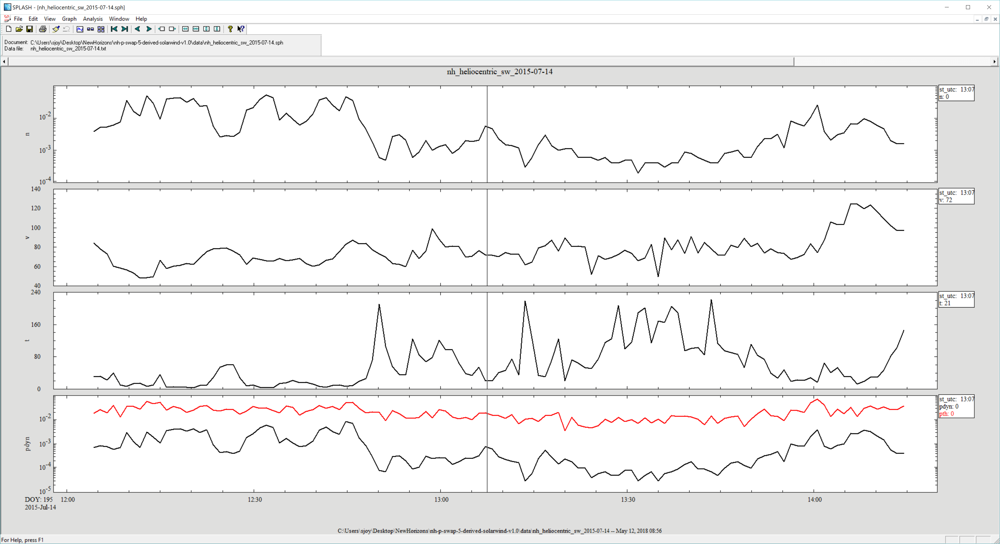 SPLASH - [nh_heliocentric_sw_2015-07-14.sph]
File Edit View Graph Analysis Window Help
Document: C:\Users\sjoy\Desktop\NewHorizons\nh-p-swap-5-derived-solarwind-v1.0\data\nh_heliocentric_sw_2015-07-14.sph
Data file: nh_heliocentric_sw_2015-07-14.txt
nh_heliocentric_sw_2015-07-14
n
10-2
10-3
10-4
st_utc: 13:07
n: 0
v
140
120
100
80
60
40
st_utc: 13:07
v: 72
t
240
160
80
0
st_utc: 13:07
t: 21
pdyn
10-2
10-3
10-4
10-5
st_utc: 13:07
pdyn: 0
pth: 0
DOY: 195 12:00 12:30 13:00 13:30 14:00
2015-Jul-14
C:\Users\sjoy\Desktop\NewHorizons\nh-p-swap-5-derived-solarwind-v1.0\data\nh_heliocentric_sw_2015-07-14 -- May 12, 2018 08:56
For Help, press F1